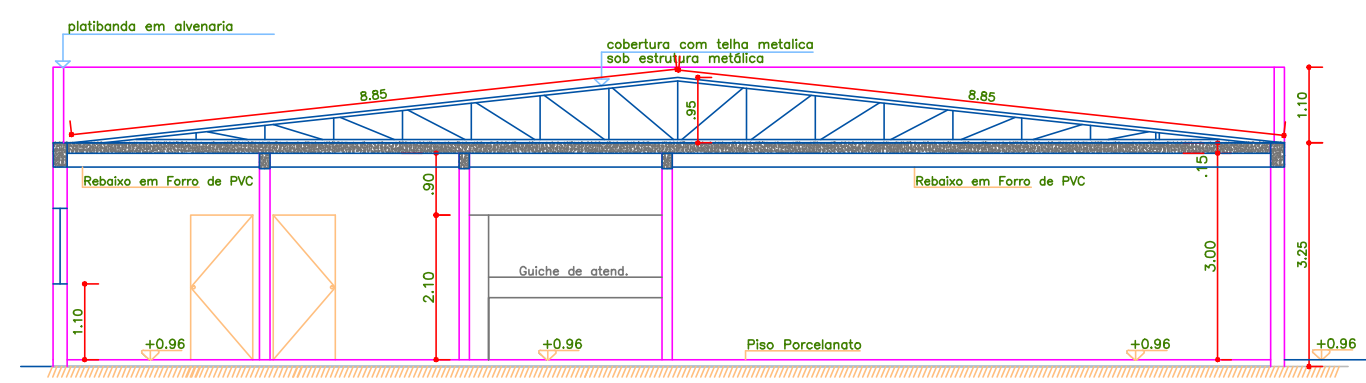 platibanda em alvenaria
cobertura com telha metalica
sob estrutura metálica
8.85
8.85
.95
1.10
Rebaixo em Forro de PVC
.90
Rebaixo em Forro de PVC
.15
Guiche de atend.
2.10
3.00
3.25
1.10
+0.96
+0.96
Piso Porcelanato
+0.96
+0.96